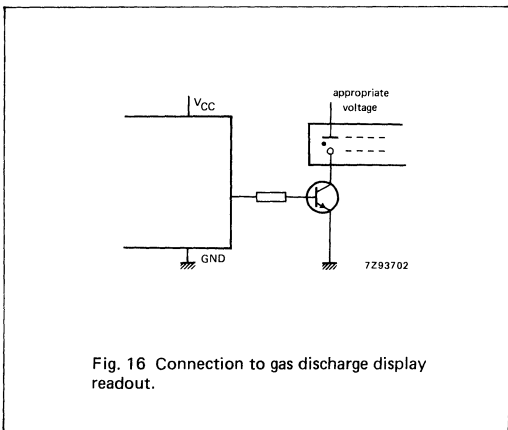 VCC
appropriate
voltage
GND
7Z93702
Fig. 16 Connection to gas discharge display
readout.